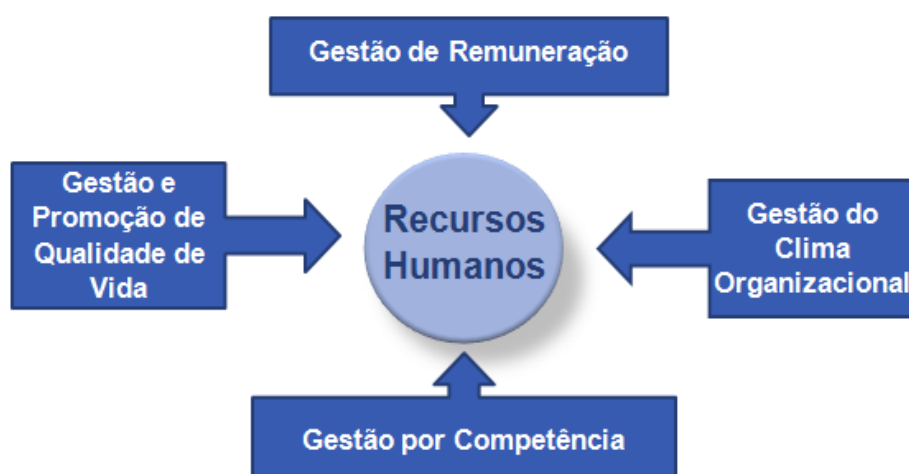 Gestão de Remuneração
Gestão e
Promoção de
Qualidade de
Vida
Recursos
Humanos
Gestão do
Clima
Organizacional
Gestão por Competência